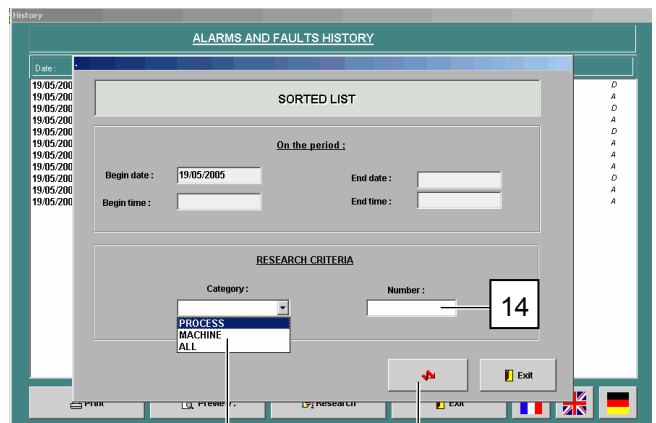 History
ALARMS AND FAULTS HISTORY
Date :
19/05/200 D
19/05/200 A
19/05/200 D
19/05/200 A
19/05/200 D
19/05/200 A
19/05/200 A
19/05/200 A
19/05/200 D
19/05/200 A
19/05/200 A
SORTED LIST
On the period :
Begin date : 19/05/2005 End date :
Begin time : End time :
RESEARCH CRITERIA
Category : Number :
14
PROCESS
MACHINE
ALL
Exit
Print Research Exit